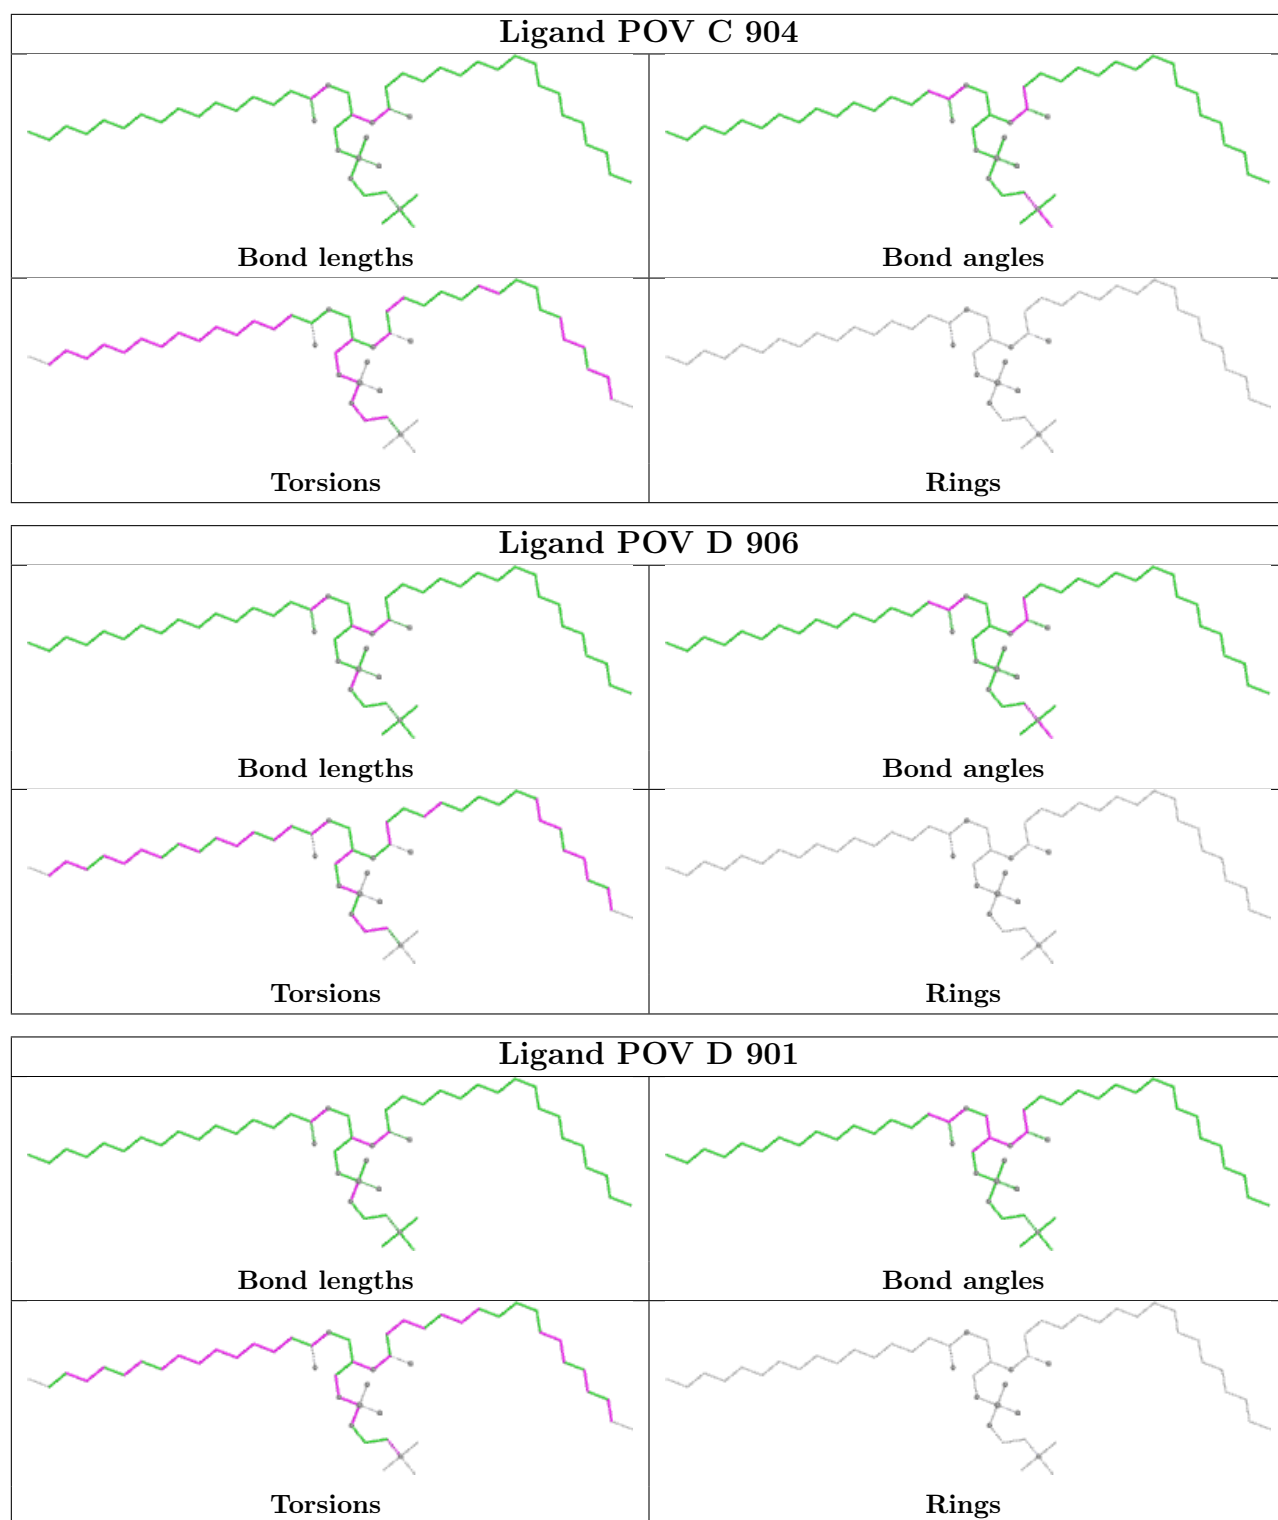 Ligand POV C 904
Bond lengths
Bond angles
Torsions
Rings
Ligand POV D 906
Bond lengths
Bond angles
Torsions
Rings
Ligand POV D 901
Bond lengths
Bond angles
Torsions
Rings